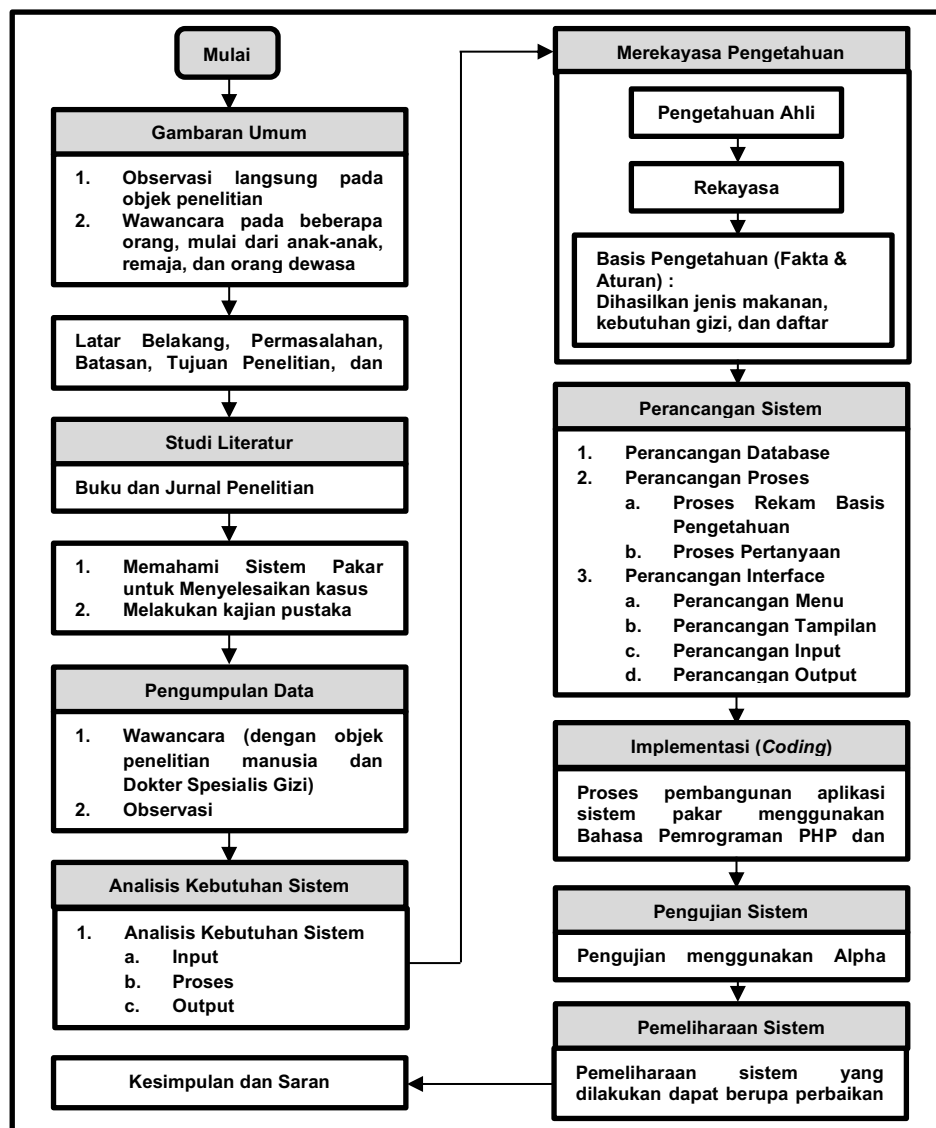 Mulai
Gambaran Umum
1. Observasi langsung pada
objek penelitian
2. Wawancara pada beberapa
orang, mulai dari anak-anak,
remaja, dan orang dewasa
Latar Belakang, Permasalahan,
Batasan, Tujuan Penelitian, dan
Studi Literatur
Buku dan Jurnal Penelitian
1. Memahami Sistem Pakar
untuk Menyelesaikan kasus
2. Melakukan kajian pustaka
Pengumpulan Data
1. Wawancara (dengan objek
penelitian manusia dan
Dokter Spesialis Gizi)
2. Observasi
Analisis Kebutuhan Sistem
1. Analisis Kebutuhan Sistem
a. Input
b. Proses
c. Output
Merekayasa Pengetahuan
Pengetahuan Ahli
Rekayasa
Basis Pengetahuan (Fakta &
Aturan) :
Dihasilkan jenis makanan,
kebutuhan gizi, dan daftar
Perancangan Sistem
1. Perancangan Database
2. Perancangan Proses
a. Proses Rekam Basis
Pengetahuan
b. Proses Pertanyaan
3. Perancangan Interface
a. Perancangan Menu
b. Perancangan Tampilan
c. Perancangan Input
d. Perancangan Output
Implementasi (Coding)
Proses pembangunan aplikasi
sistem pakar menggunakan
Bahasa Pemrograman PHP dan
Pengujian Sistem
Pengujian menggunakan Alpha
Pemeliharaan Sistem
Pemeliharaan sistem yang
dilakukan dapat berupa perbaikan
Kesimpulan dan Saran